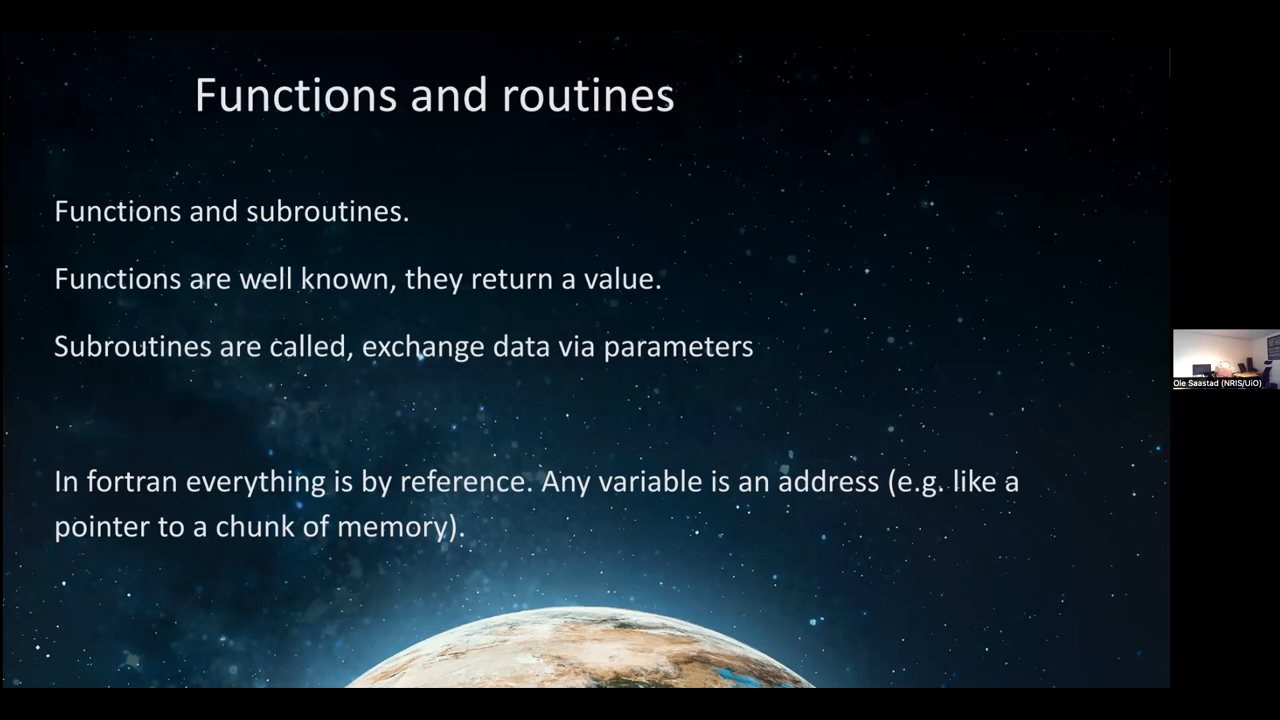 Functions and routines
Functions and subroutines.
Functions are well known, they return a value.
Subroutines are called, exchange data via parameters
In fortran everything is by reference. Any variable is an address (e.g. like a
pointer to a chunk of memory).
Ole Saastad (NRIS/UiO)